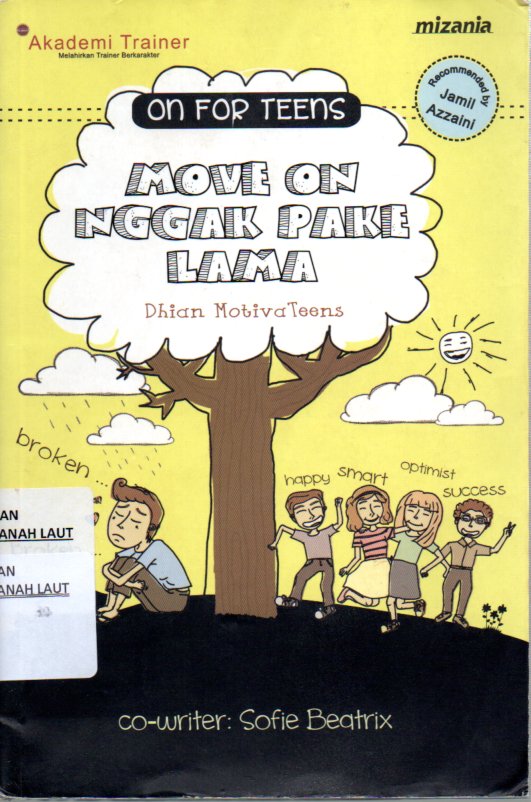 Akademi Trainer
Melahirkan Trainer Berkarakter
mizania
Recommended by
Jamil
Azzaini
ON FOR TEENS
MOVE ON
NGGAK PAKE
LAMA
Dhian MotivaTeens
broken...
happy
smart
optimist
success
AN
ANAH LAUT
AN
ANAH LAUT
co-writer: Sofie Beatrix